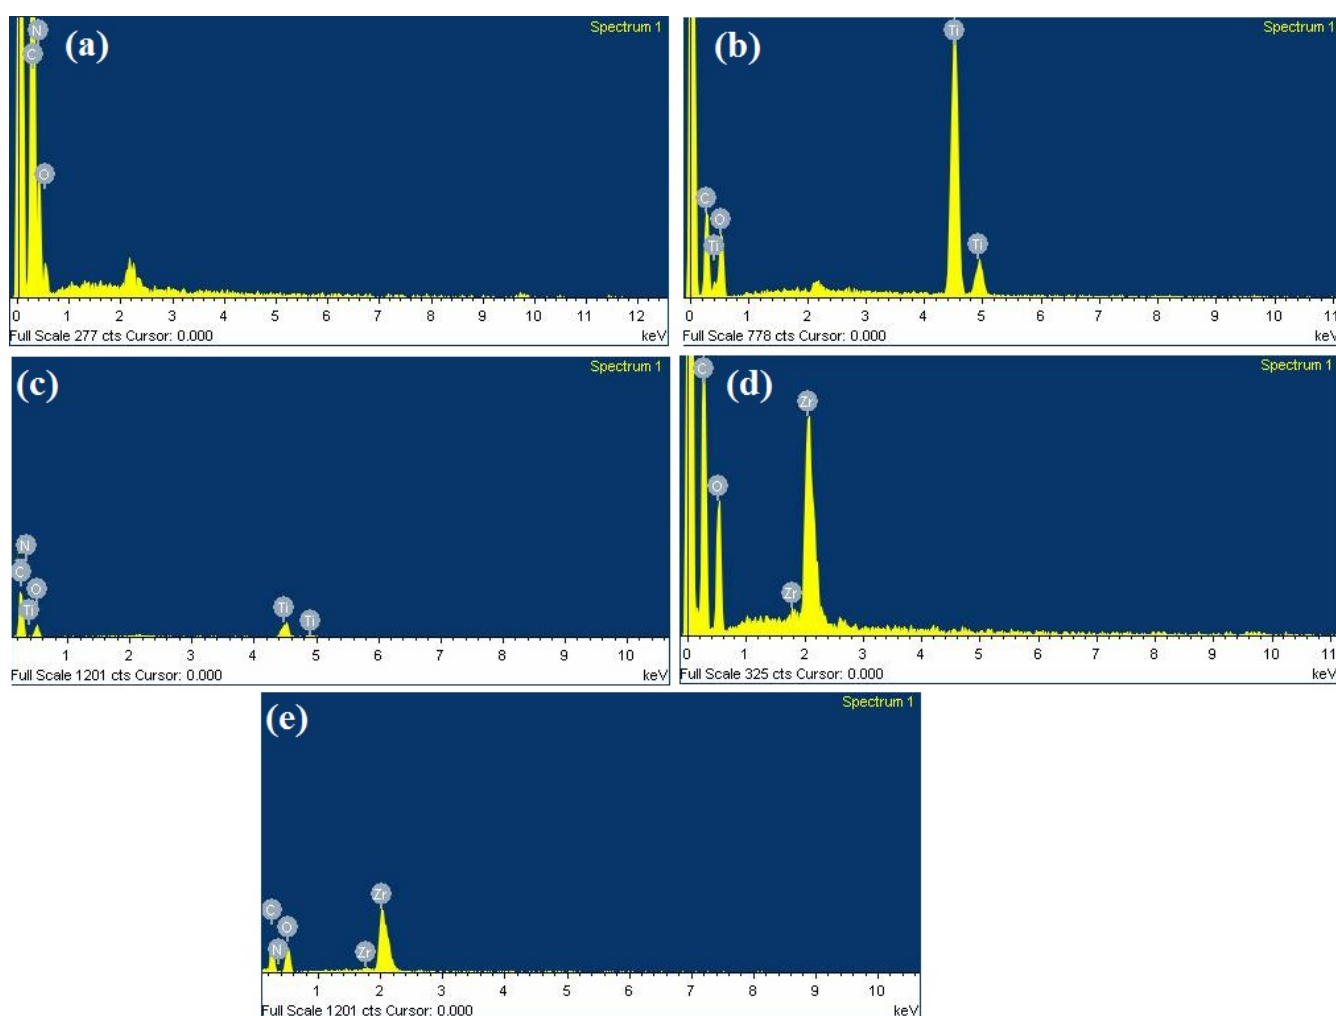 (a)
Spectrum 1
N
C
O
0 1 2 3 4 5 6 7 8 9 10 11 12
Full Scale 277 cts Cursor: 0.000 keV
(b)
Spectrum 1
Ti
C
O
Ti
Ti
0 1 2 3 4 5 6 7 8 9 10 11
Full Scale 778 cts Cursor: 0.000 keV
(c)
Spectrum 1
N
C
O
Ti
Ti
Ti
1 2 3 4 5 6 7 8 9 10
Full Scale 1201 cts Cursor: 0.000 keV
(d)
Spectrum 1
C
Zr
O
Zr
0 1 2 3 4 5 6 7 8 9 10 11
Full Scale 325 cts Cursor: 0.000 keV
(e)
Spectrum 1
Zr
C
O
N
Zr
1 2 3 4 5 6 7 8 9 10
Full Scale 1201 cts Cursor: 0.000 keV